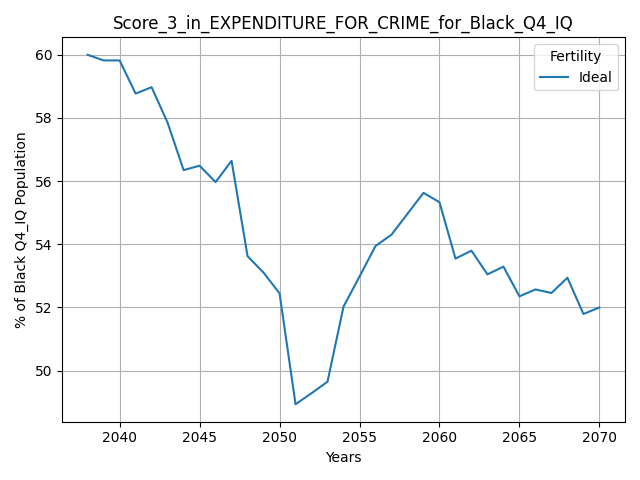 Score_3_in_EXPENDITURE_FOR_CRIME_for_Black_Q4_IQ
Fertility
Ideal
% of Black Q4_IQ Population
60
58
56
54
52
50
2040
2045
2050
2055
2060
2065
2070
Years